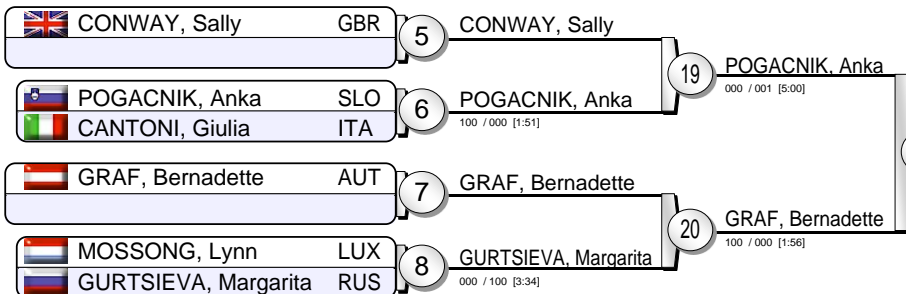 CONWAY, Sally GBR
5
CONWAY, Sally
19
POGACNIK, Anka
000 / 001 [5:00]
POGACNIK, Anka SLO
CANTONI, Giulia ITA
6
POGACNIK, Anka
100 / 000 [1:51]
GRAF, Bernadette AUT
7
GRAF, Bernadette
20
GRAF, Bernadette
100 / 000 [1:56]
MOSSONG, Lynn LUX
GURTSIEVA, Margarita RUS
8
GURTSIEVA, Margarita
000 / 100 [3:34]